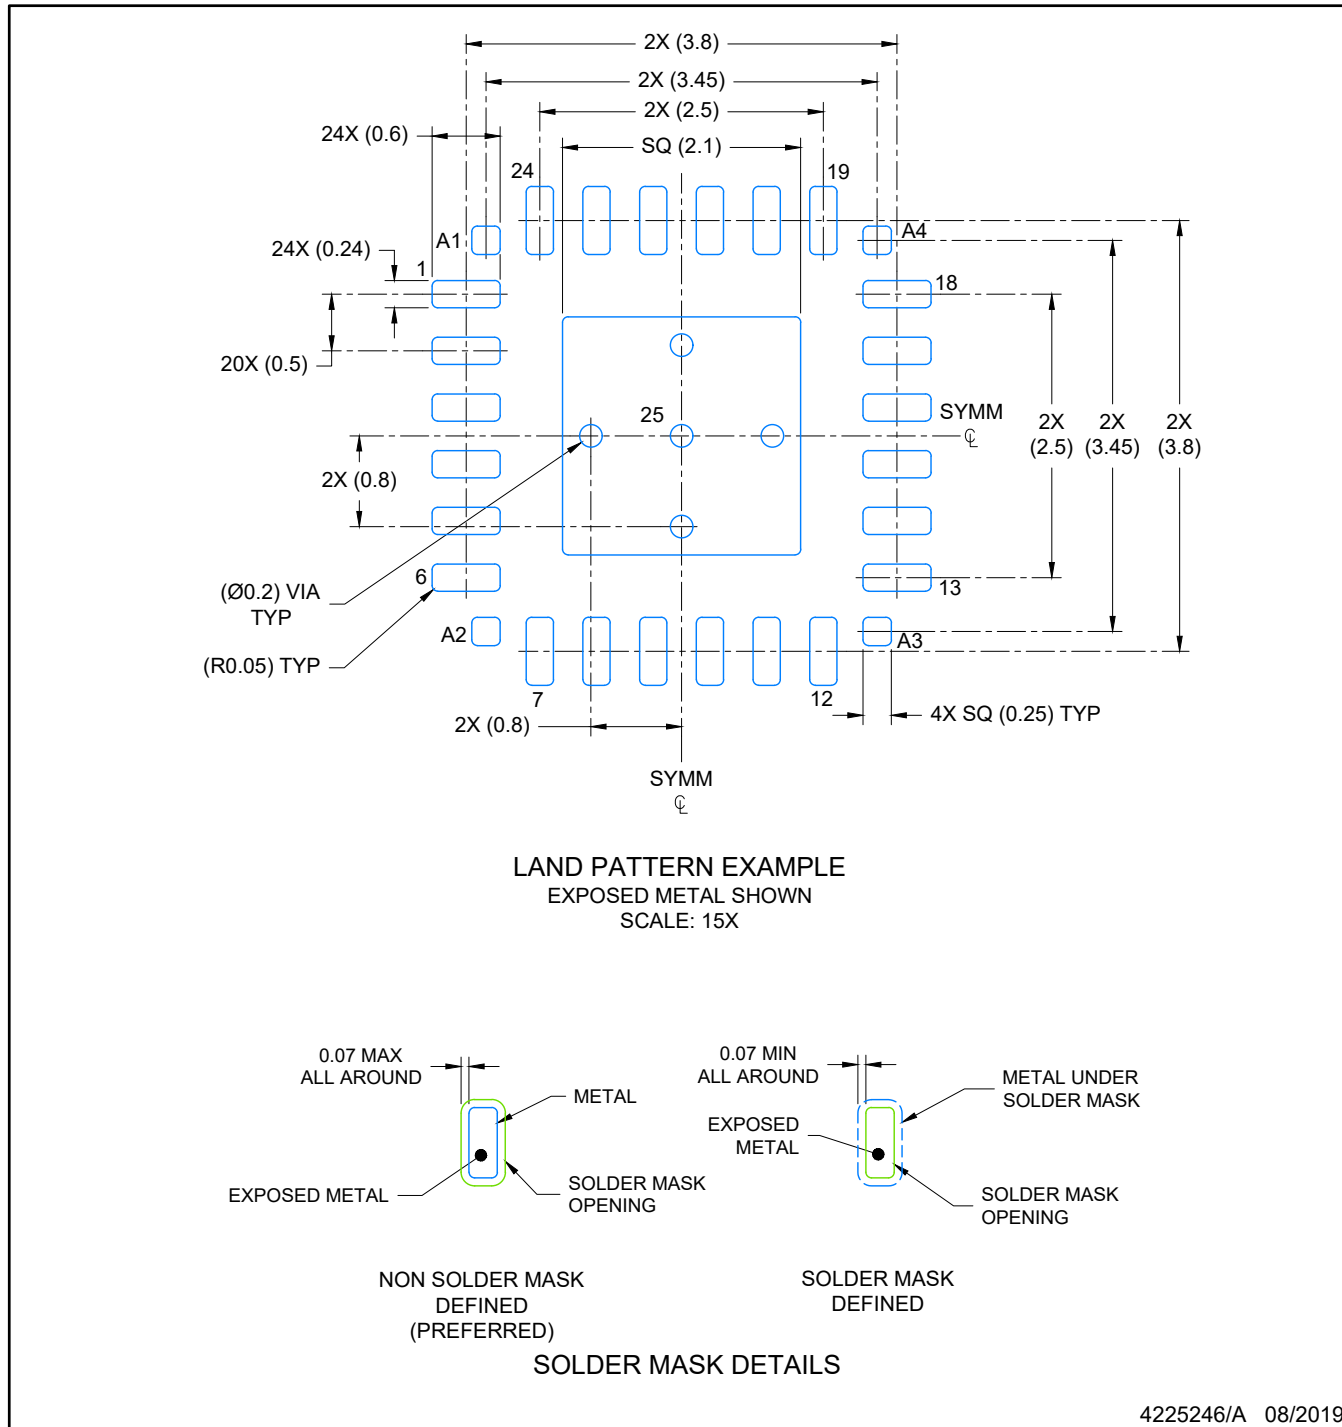 2X (3.8)
2X (3.45)
2X (2.5)
24X (0.6)
SQ (2.1)
24
19
A1
A4
24X (0.24)
1
18
20X (0.5)
25
SYMM
℄
2X
(2.5)
2X
(3.45)
2X
(3.8)
2X (0.8)
6
13
(Ø0.2) VIA
TYP
A2
A3
(R0.05) TYP
7
12
2X (0.8)
4X SQ (0.25) TYP
SYMM
℄
LAND PATTERN EXAMPLE
EXPOSED METAL SHOWN
SCALE: 15X
0.07 MAX
ALL AROUND
METAL
EXPOSED METAL
SOLDER MASK
OPENING
NON SOLDER MASK
DEFINED
(PREFERRED)
0.07 MIN
ALL AROUND
METAL UNDER
SOLDER MASK
EXPOSED
METAL
SOLDER MASK
OPENING
SOLDER MASK
DEFINED
SOLDER MASK DETAILS
4225246/A 08/2019